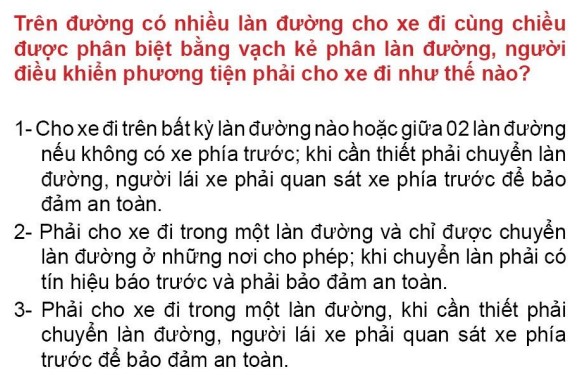 Trên đường có nhiều làn đường cho xe đi cùng chiều
được phân biệt bằng vạch kẻ phân làn đường, người
điều khiển phương tiện phải cho xe đi như thế nào?
1- Cho xe đi trên bất kỳ làn đường nào hoặc giữa 02 làn đường
nếu không có xe phía trước; khi cần thiết phải chuyển làn
đường, người lái xe phải quan sát xe phía trước để bảo
đảm an toàn.
2- Phải cho xe đi trong một làn đường và chỉ được chuyển
làn đường ở những nơi cho phép; khi chuyển làn phải có
tín hiệu báo trước và phải bảo đảm an toàn.
3- Phải cho xe đi trong một làn đường, khi cần thiết phải
chuyển làn đường, người lái xe phải quan sát xe phía
trước để bảo đảm an toàn.